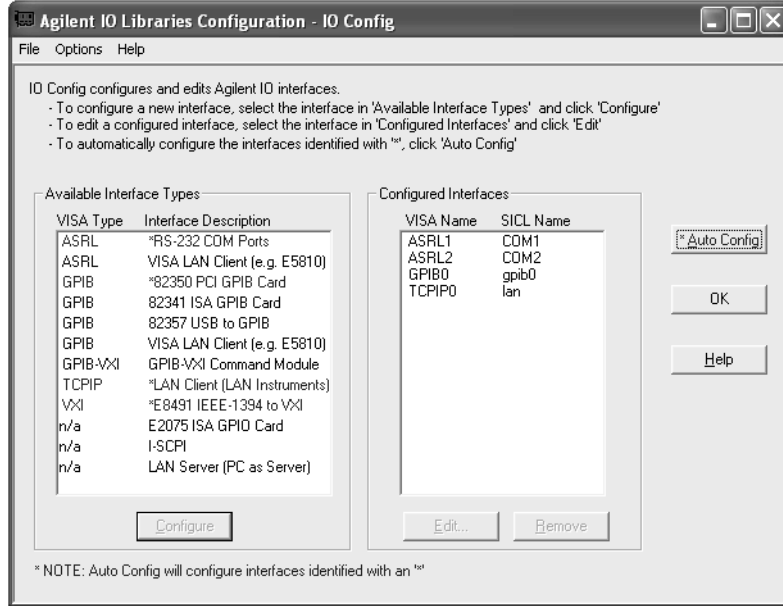 Agilent IO Libraries Configuration - IO Config
File Options Help
IO Config configures and edits Agilent IO interfaces.
- To configure a new interface, select the interface in 'Available Interface Types' and click 'Configure'
- To edit a configured interface, select the interface in 'Configured Interfaces' and click 'Edit'
- To automatically configure the interfaces identified with '*', click 'Auto Config'
Available Interface Types
VISA Type Interface Description
ASRL *RS-232 COM Ports
ASRL VISA LAN Client (e.g. E5810)
GPIB *82350 PCI GPIB Card
GPIB 82341 ISA GPIB Card
GPIB 82357 USB to GPIB
GPIB VISA LAN Client (e.g. E5810)
GPIB-VXI GPIB-VXI Command Module
TCPIP *LAN Client (LAN Instruments)
VXI *E8491 IEEE-1394 to VXI
n/a E2075 ISA GPIO Card
n/a I-SCPI
n/a LAN Server (PC as Server)
Configure
Configured Interfaces
VISA Name SICL Name
ASRL1 COM1
ASRL2 COM2
GPIB0 gpib0
TCPIP0 lan
Edit... Remove
* Auto Config
OK
Help
* NOTE: Auto Config will configure interfaces identified with an '*'